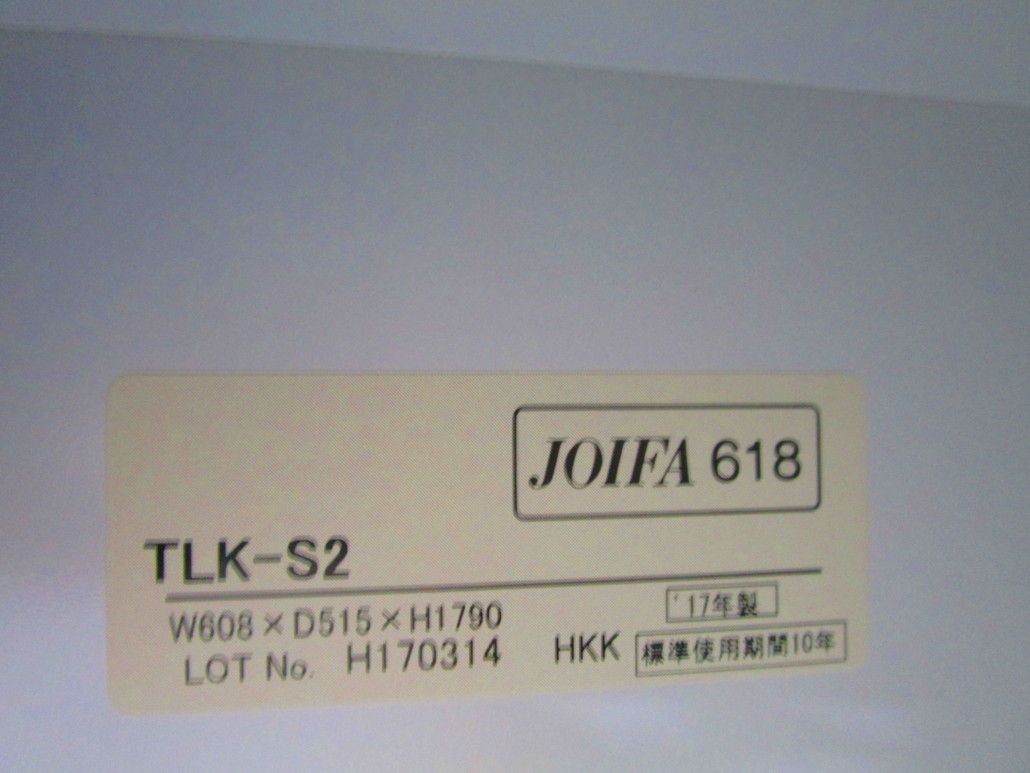 JOIFA 618
TLK-S2
W608×D515×H1790
'17年製
LOT No. H170314
HKK
標準使用期間10年